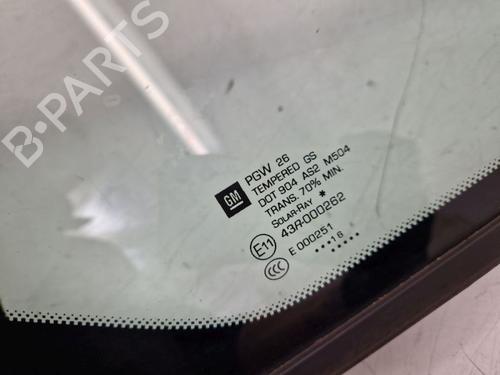 B-PARTS
GM
PGW 26
TEMPERED GS
DOT 904 AS2 M504
TRANS. 70% MIN.
SOLAR-RAY *
43R-000262
E11
E 000251
CCC
•••16